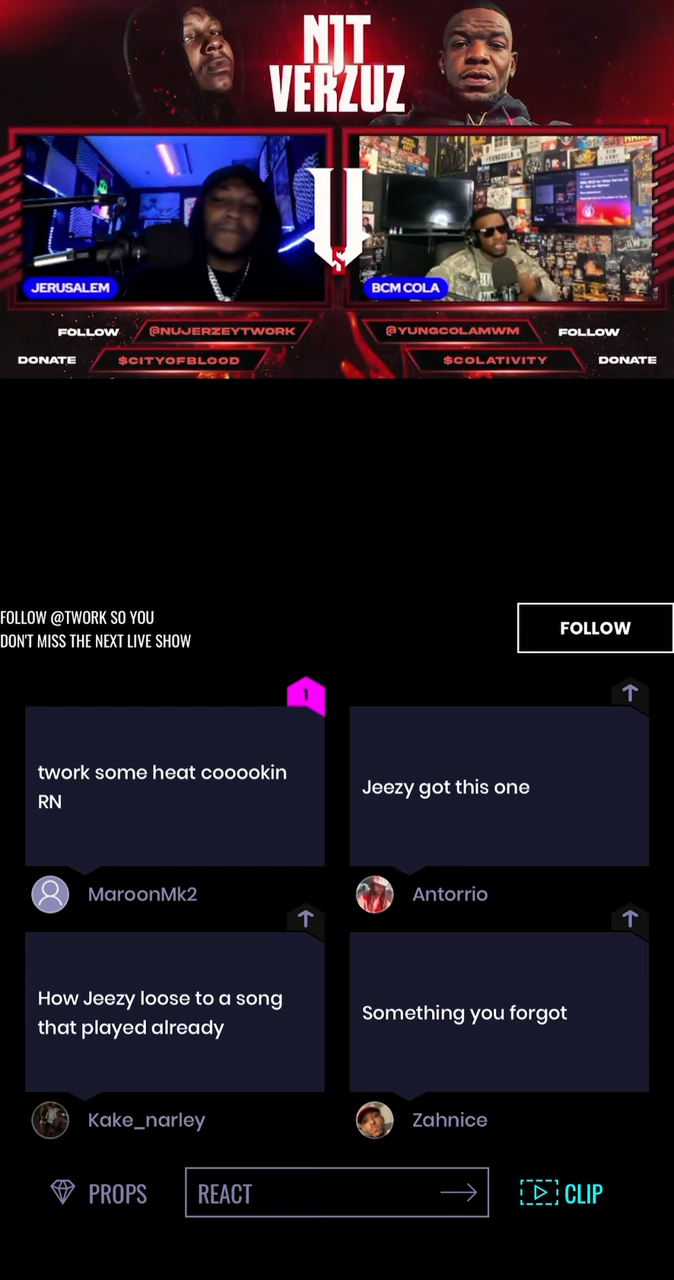 NJT
VERZUZ
JERUSALEM
BCM COLA
FOLLOW
@NUJERZEYTWORK
@YUNGCOLAMWM
FOLLOW
DONATE
$CITYOFBLOOD
$COLATIVITY
DONATE
FOLLOW @TWORK SO YOU
DON'T MISS THE NEXT LIVE SHOW
FOLLOW
1
twork some heat cooookin
RN
MaroonMk2
Jeezy got this one
Antorrio
How Jeezy loose to a song
that played already
Kake_narley
Something you forgot
Zahnice
PROPS
REACT
CLIP